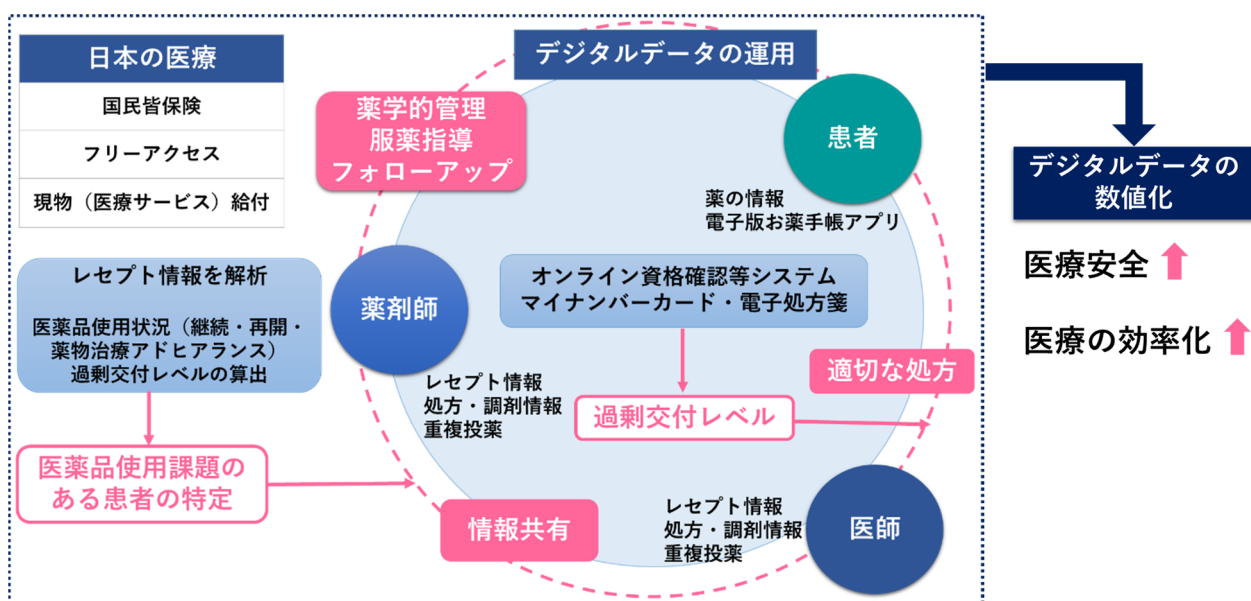 日本の医療
国民皆保険
フリーアクセス
現物（医療サービス）給付
レセプト情報を解析
医薬品使用状況（継続・再開・
薬物治療アドヒアランス）
過剰交付レベルの算出
医薬品使用課題の
ある患者の特定
デジタルデータの運用
薬学的管理
服薬指導
フォローアップ
患者
薬の情報
電子版お薬手帳アプリ
薬剤師
オンライン資格確認等システム
マイナンバーカード・電子処方箋
レセプト情報
処方・調剤情報
重複投薬
過剰交付レベル
適切な処方
情報共有
レセプト情報
処方・調剤情報
重複投薬
医師
デジタルデータの
数値化
医療安全
医療の効率化